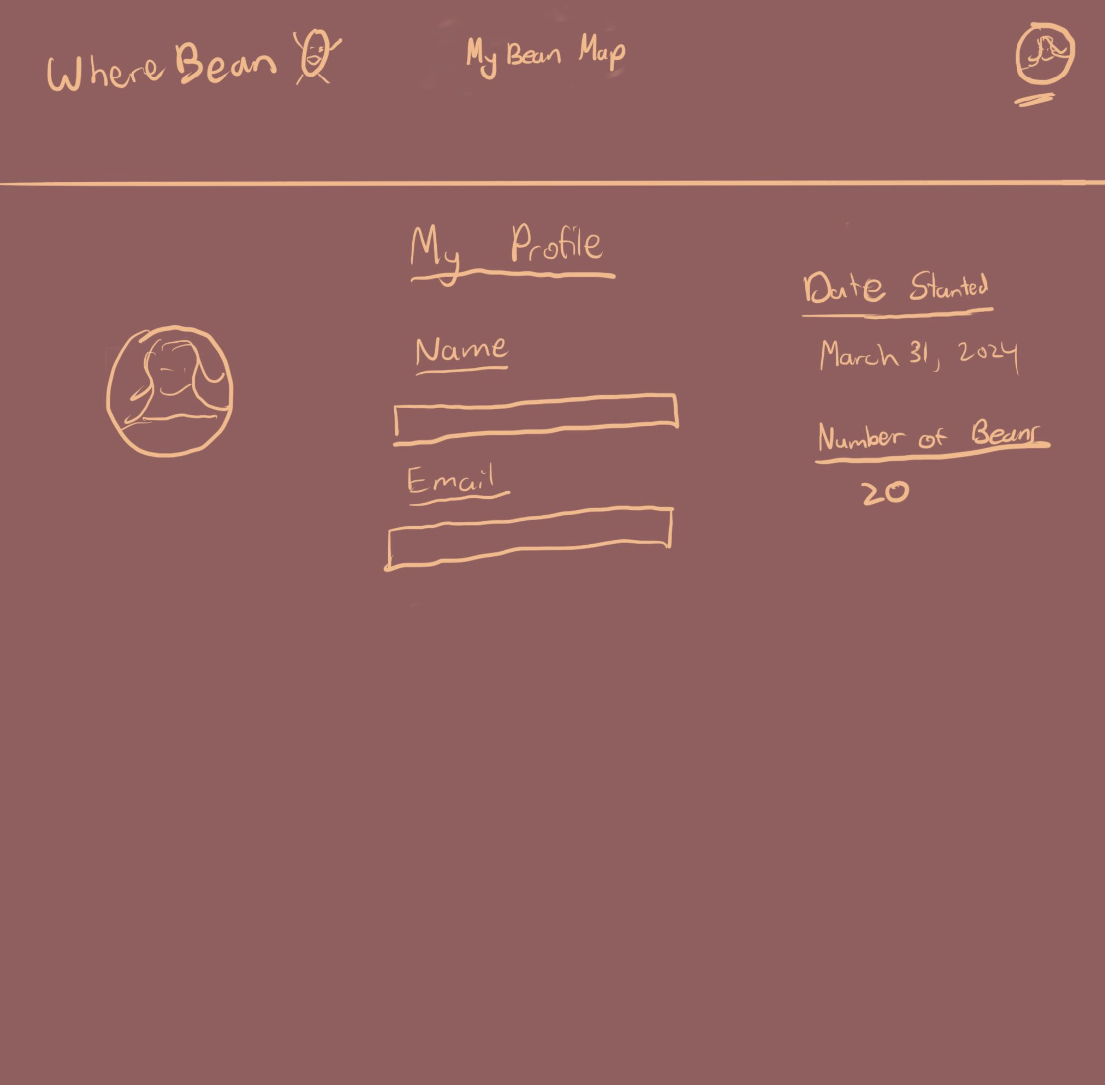 Where Bean
My Bean Map
My Profile
Name
Email
Date Started
March 31, 2024
Number of Beans
20